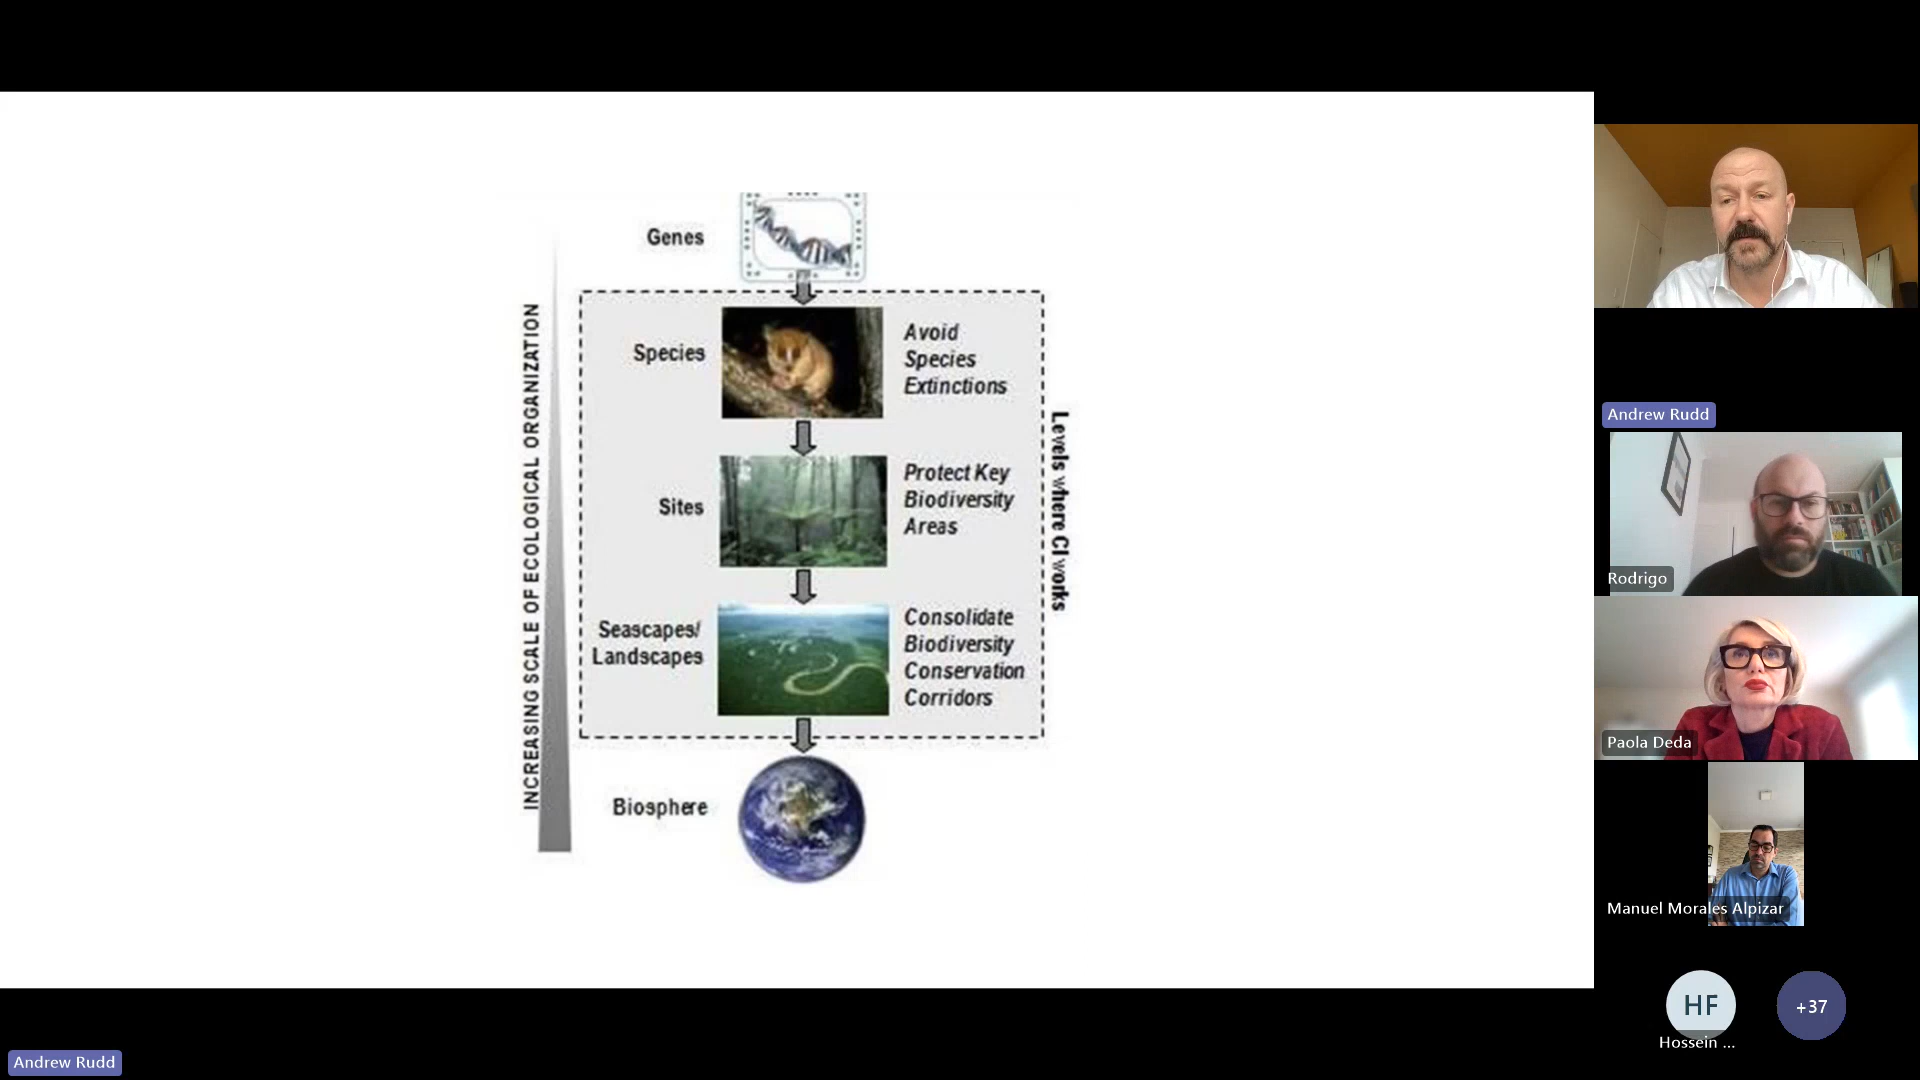 Genes
INCREASING SCALE OF ECOLOGICAL ORGANIZATION
Species
Avoid
Species
Extinctions
Sites
Protect Key
Biodiversity
Areas
Levels where CI works
Seascapes/
Landscapes
Consolidate
Biodiversity
Conservation
Corridors
Biosphere
Andrew Rudd
Rodrigo
Paola Deda
Manuel Morales Alpizar
HF
Hossein ...
+37
Andrew Rudd